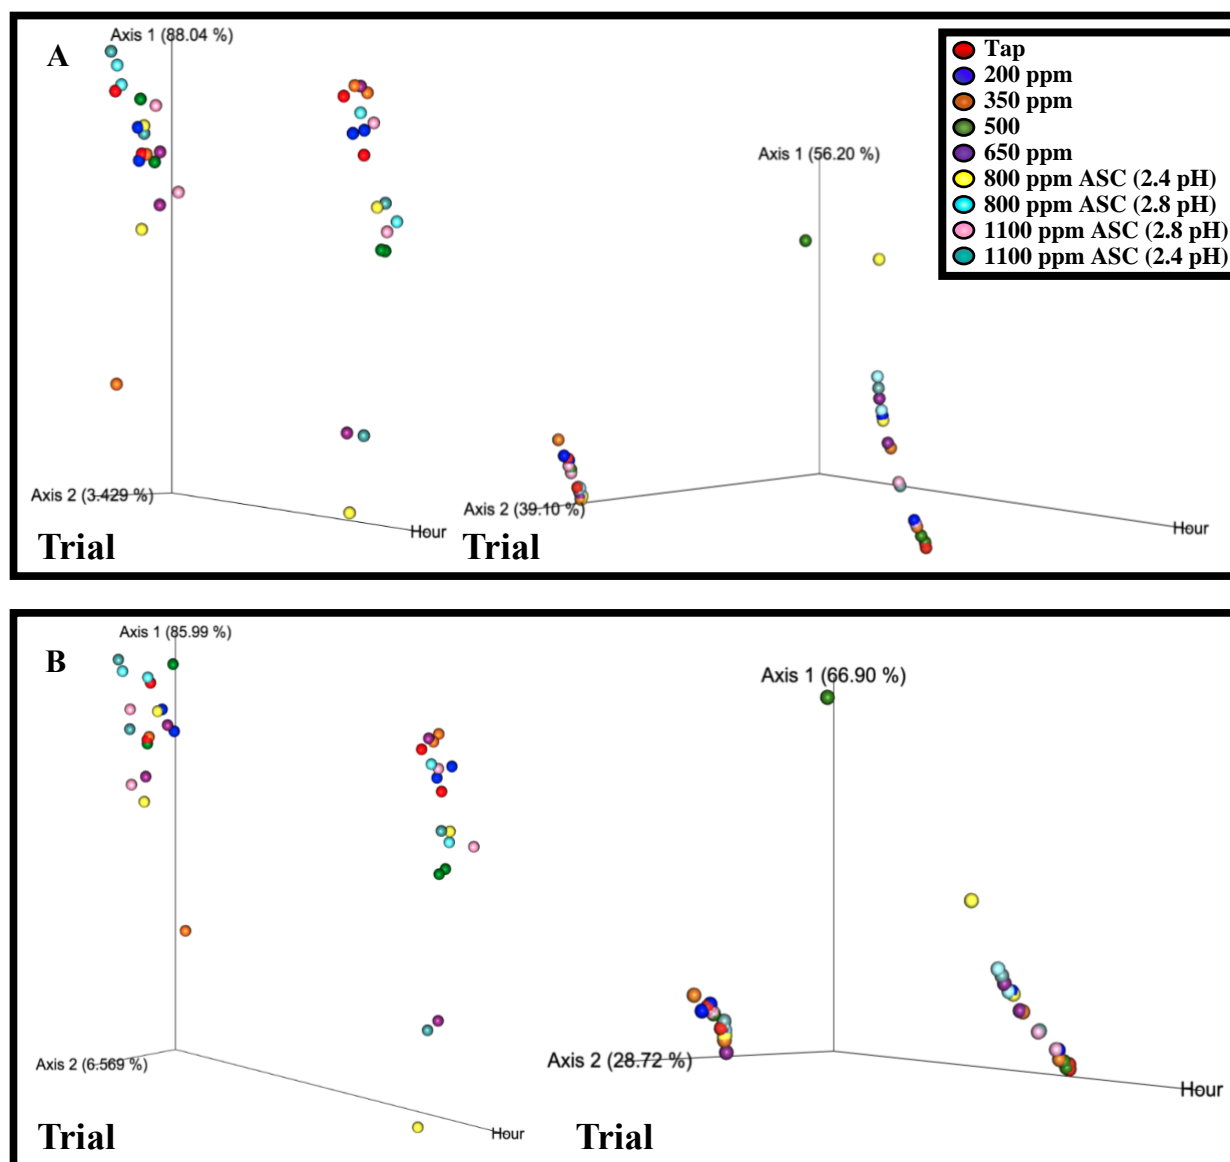 A
Axis 1 (88.04 %)
Axis 2 (3.429 %)
Hour
Trial
Axis 1 (56.20 %)
Axis 2 (39.10 %)
Hour
Trial
Tap
200 ppm
350 ppm
500
650 ppm
800 ppm ASC (2.4 pH)
800 ppm ASC (2.8 pH)
1100 ppm ASC (2.8 pH)
1100 ppm ASC (2.4 pH)
B
Axis 1 (85.99 %)
Axis 2 (6.569 %)
Hour
Trial
Axis 1 (66.90 %)
Axis 2 (28.72 %)
Hour
Trial